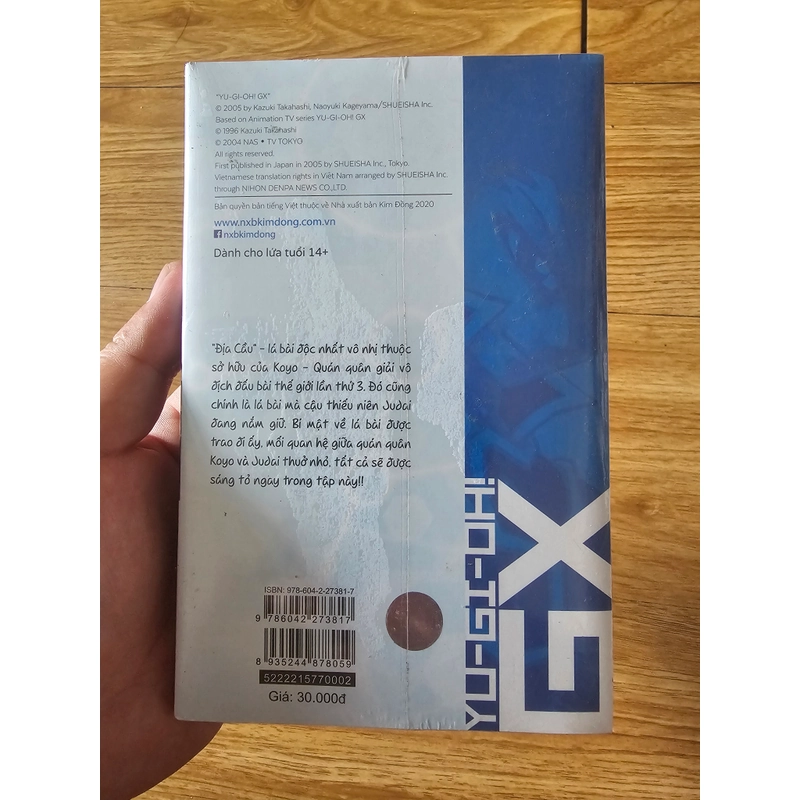 "YU-GI-OH! GX"
© 2005 by Kazuki Takahashi, Naoyuki Kageyama/SHUEISHA Inc.
Based on Animation TV series YU-GI-OH! GX
© 1996 Kazuki Takahashi
© 2004 NAS • TV TOKYO
All rights reserved.
First published in Japan in 2005 by SHUEISHA Inc., Tokyo.
Vietnamese translation rights in Việt Nam arranged by SHUEISHA Inc.
through NIHON DENPA NEWS CO.,LTD.
Bản quyền bản tiếng Việt thuộc về Nhà xuất bản Kim Đồng 2020
www.nxbkimdong.com.vn
nxbkimdong
Dành cho lứa tuổi 14+
"Địa Cầu" - lá bài độc nhất vô nhị thuộc
sở hữu của Koyo - Quán quân giải vô
địch đấu bài thế giới lần thứ 3. Đó cũng
chính là lá bài mà cậu thiếu niên Judai
đang nắm giữ. Bí mật về lá bài được
trao đi ấy, mối quan hệ giữa quán quân
Koyo và Judai thuở nhỏ, tất cả sẽ được
sáng tỏ ngay trong tập này!!
ISBN: 978-604-2-27381-7
9 786042 273817
8 935244 878059
5222215770002
Giá: 30.000đ
YU-GI-OH!
GX